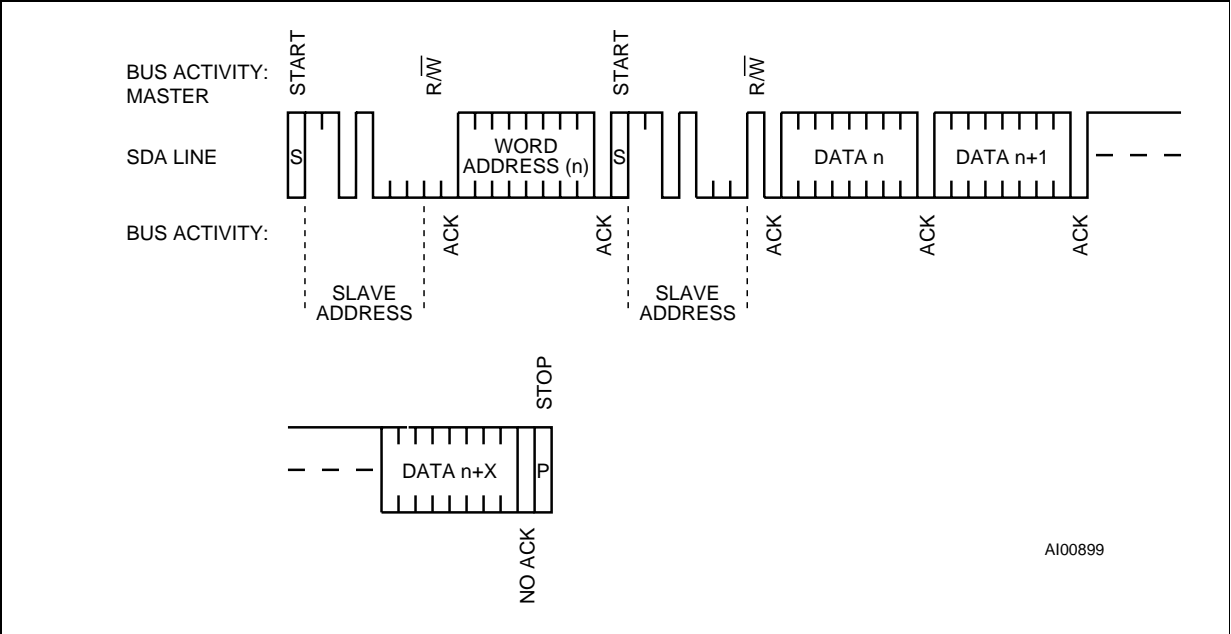 START
R/W
START
R/W
BUS ACTIVITY:
MASTER
SDA LINE
S
WORD
ADDRESS (n)
S
DATA n
DATA n+1
BUS ACTIVITY:
ACK
ACK
ACK
ACK
ACK
SLAVE
ADDRESS
SLAVE
ADDRESS
STOP
DATA n+X
P
NO ACK
AI00899